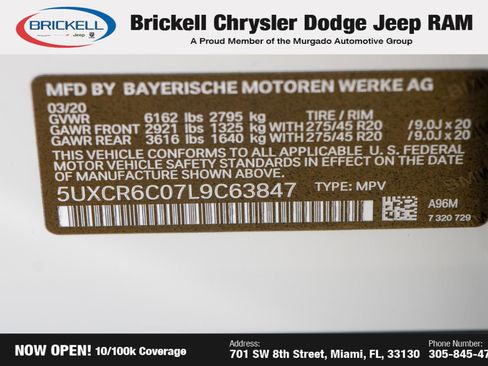 BRICKELL
Jeep
Brickell Chrysler Dodge Jeep RAM
A Proud Member of the Murgado Automotive Group
MFD BY BAYERISCHE MOTOREN WERKE AG
03/20
GVWR 6162 lbs 2795 kg TIRE / RIM
GAWR FRONT 2921 lbs 1325 kg WITH 275/45 R20 /9.0J x 20
GAWR REAR 3616 lbs 1640 kg WITH 275/45 R20 /9.0J x 20
THIS VEHICLE CONFORMS TO ALL APPLICABLE U.S. FEDERAL
MOTOR VEHICLE SAFETY STANDARDS IN EFFECT ON THE DATE OF
MANUFACTURE SHOWN ABOVE.
5UXCR6C07L9C63847 TYPE: MPV
A96M
7 320 729
NOW OPEN! 10/100k Coverage
Address:
701 SW 8th Street, Miami, FL, 33130
Phone Number:
305-845-47